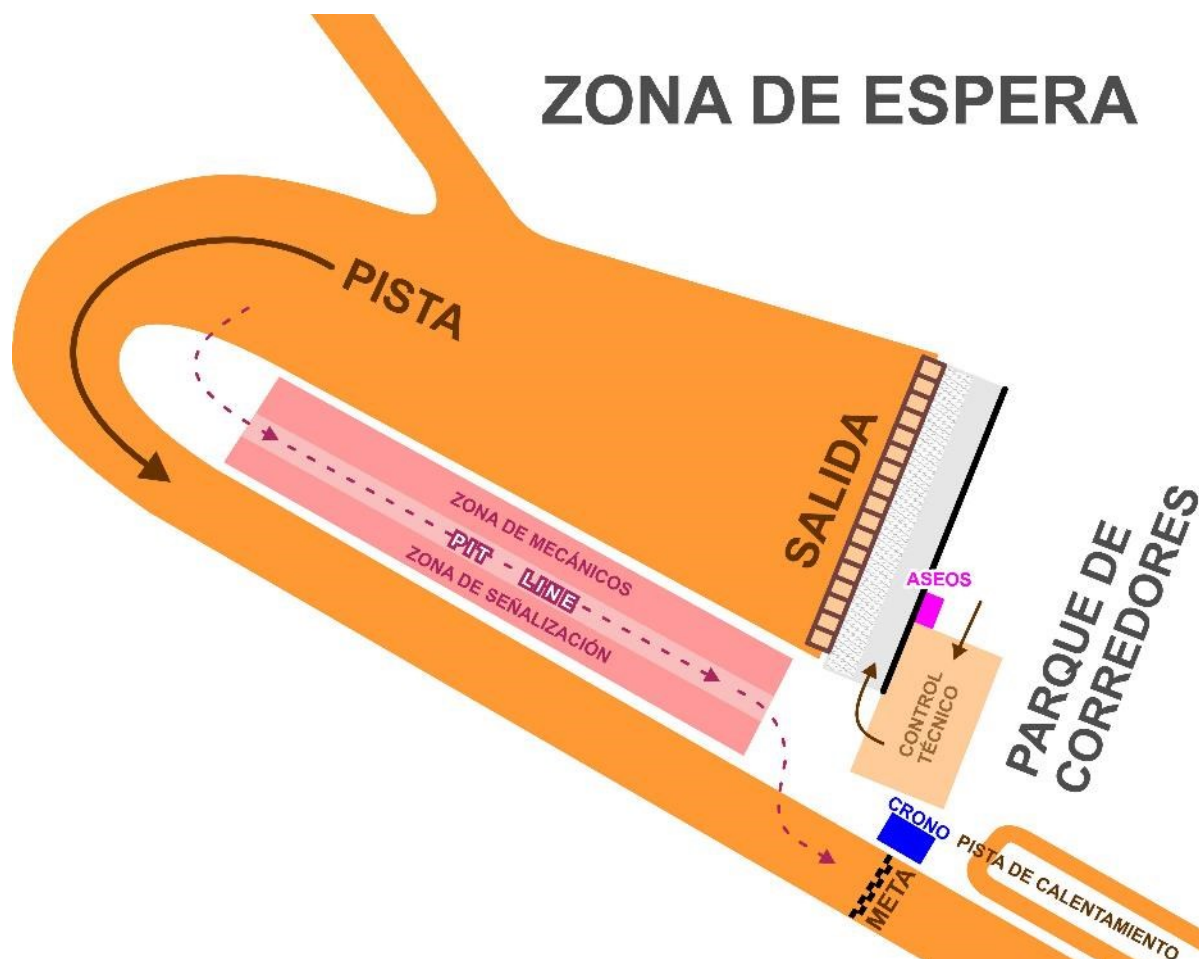 ZONA DE ESPERA
PISTA
SALIDA
ZONA DE MECÁNICOS
PIT - LINE
ZONA DE SEÑALIZACIÓN
ASEOS
PARQUE DE
CORREDORES
CONTROL
TÉCNICO
CRONO
PISTA DE CALENTAMIENTO
META